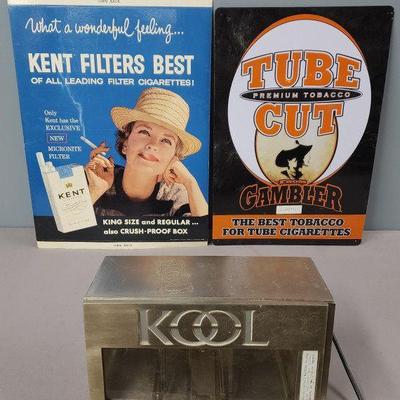 What a wonderful feeling...
KENT FILTERS BEST
OF ALL LEADING FILTER CIGARETTES!
Only
Kent has the
EXCLUSIVE
NEW
MICRONITE
FILTER
KENT
KING SIZE and REGULAR...
also CRUSH-PROOF BOX
TUBE
PREMIUM TOBACCO
CUT
GAMBLER
THE BEST TOBACCO
FOR TUBE CIGARETTES
KOOL